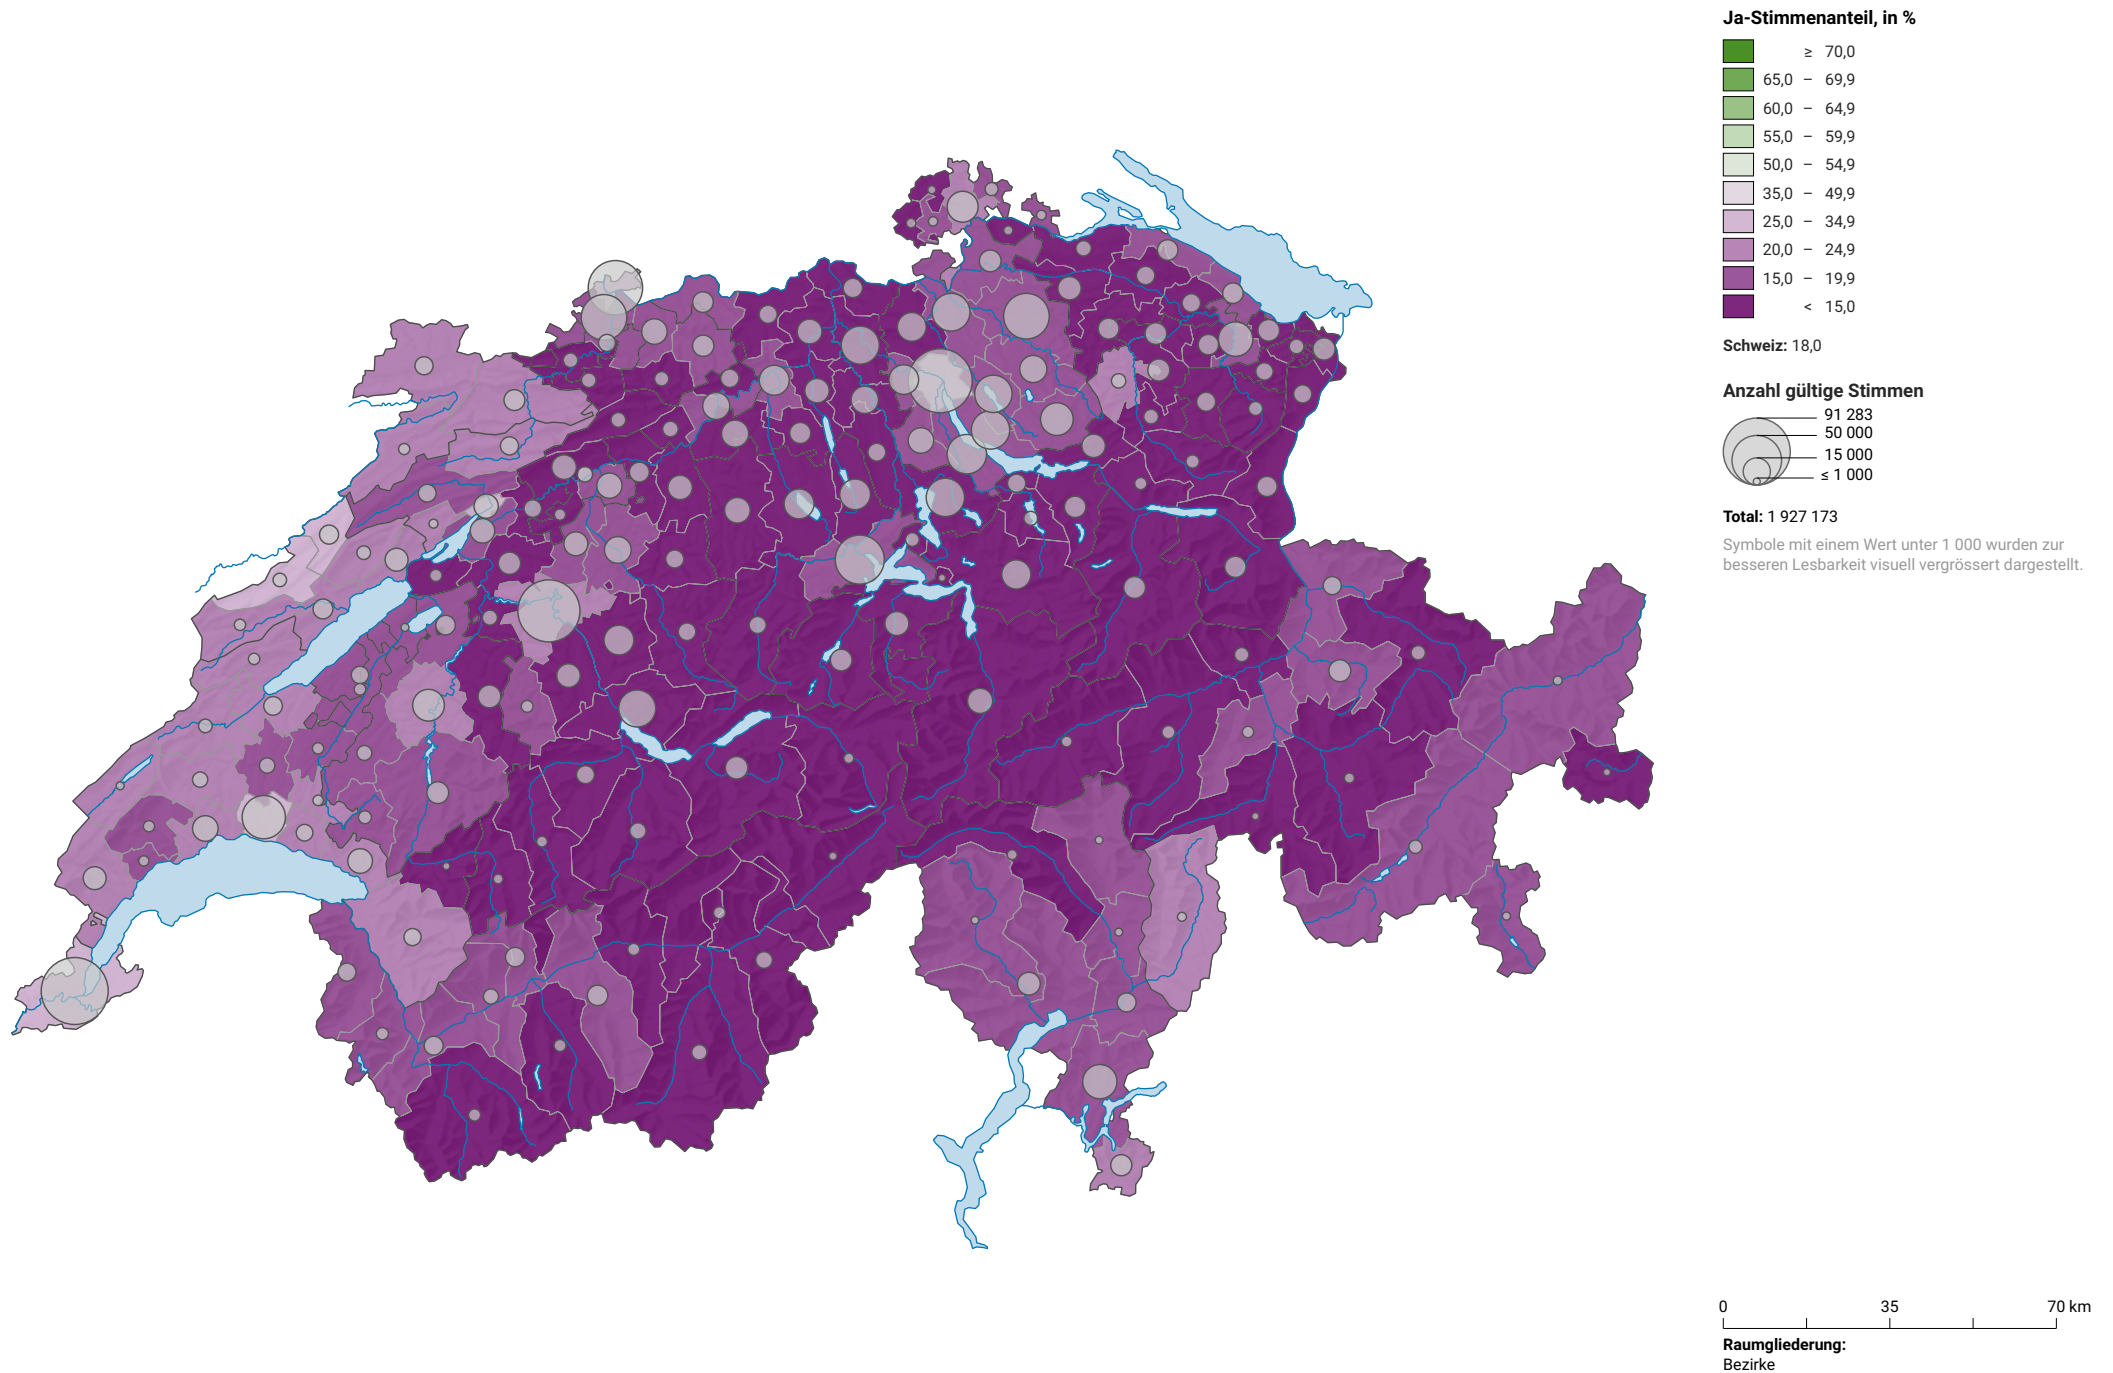 Ja-Stimmenanteil, in %
≥ 70,0
65,0 – 69,9
60,0 – 64,9
55,0 – 59,9
50,0 – 54,9
35,0 – 49,9
25,0 – 34,9
20,0 – 24,9
15,0 – 19,9
< 15,0
Schweiz: 18,0
Anzahl gültige Stimmen
91 283
50 000
15 000
≤ 1 000
Total: 1 927 173
Symbole mit einem Wert unter 1 000 wurden zur
besseren Lesbarkeit visuell vergrössert dargestellt.
0 35 70 km
Raumgliederung:
Bezirke